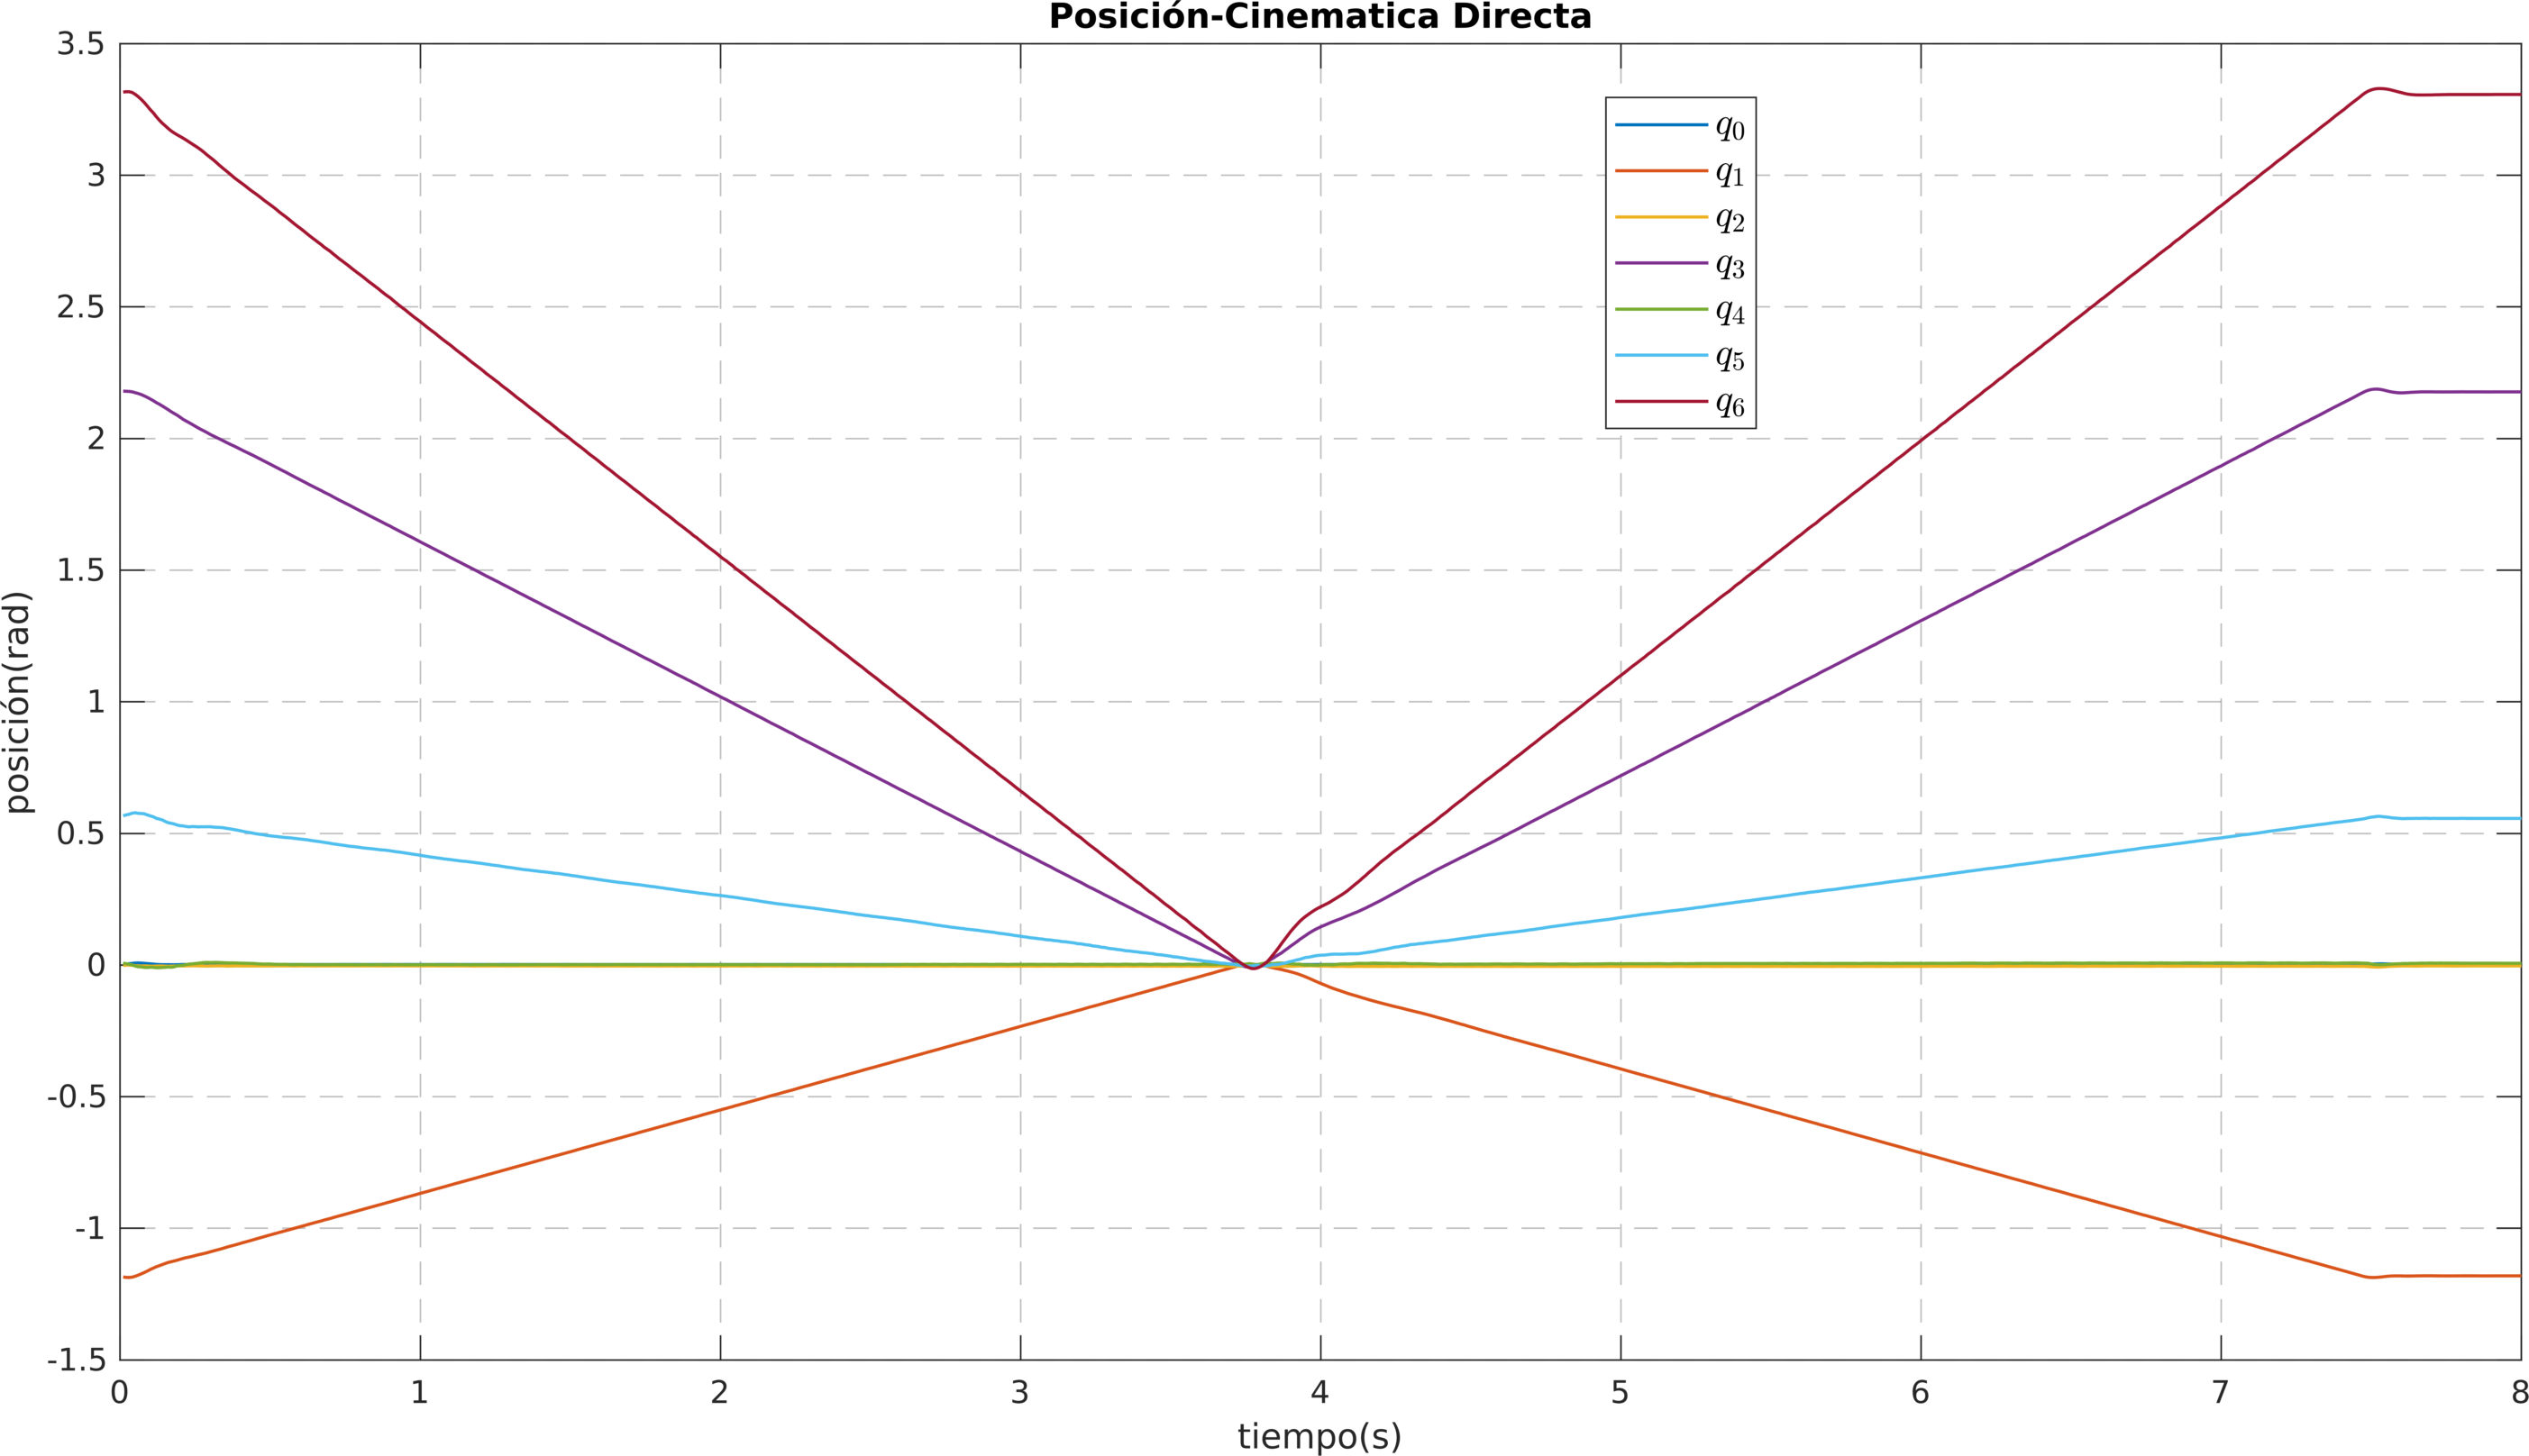 Posición-Cinematica Directa
3.5
3
2.5
2
1.5
1
0.5
0
-0.5
-1
-1.5
posición(rad)
q0
q1
q2
q3
q4
q5
q6
0 1 2 3 4 5 6 7 8
tiempo(s)